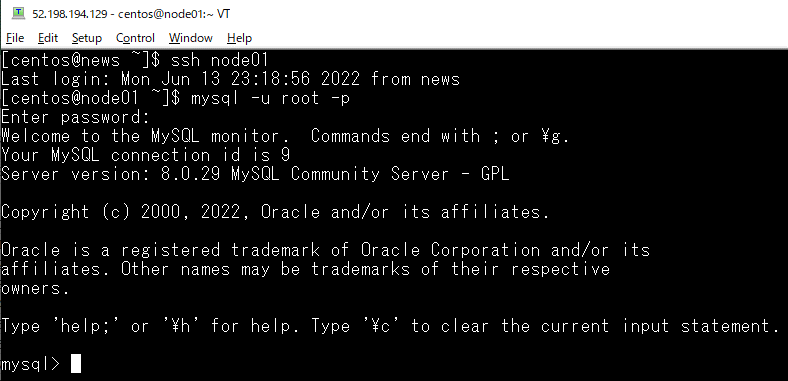 52.198.194.129 - centos@node01:~ VT
File Edit Setup Control Window Help
[centos@news ~]$ ssh node01
Last login: Mon Jun 13 23:18:56 2022 from news
[centos@node01 ~]$ mysql -u root -p
Enter password:
Welcome to the MySQL monitor.  Commands end with ; or ¥g.
Your MySQL connection id is 9
Server version: 8.0.29 MySQL Community Server - GPL
Copyright (c) 2000, 2022, Oracle and/or its affiliates.
Oracle is a registered trademark of Oracle Corporation and/or its
affiliates. Other names may be trademarks of their respective
owners.
Type 'help;' or '¥h' for help. Type '¥c' to clear the current input statement.
mysql>